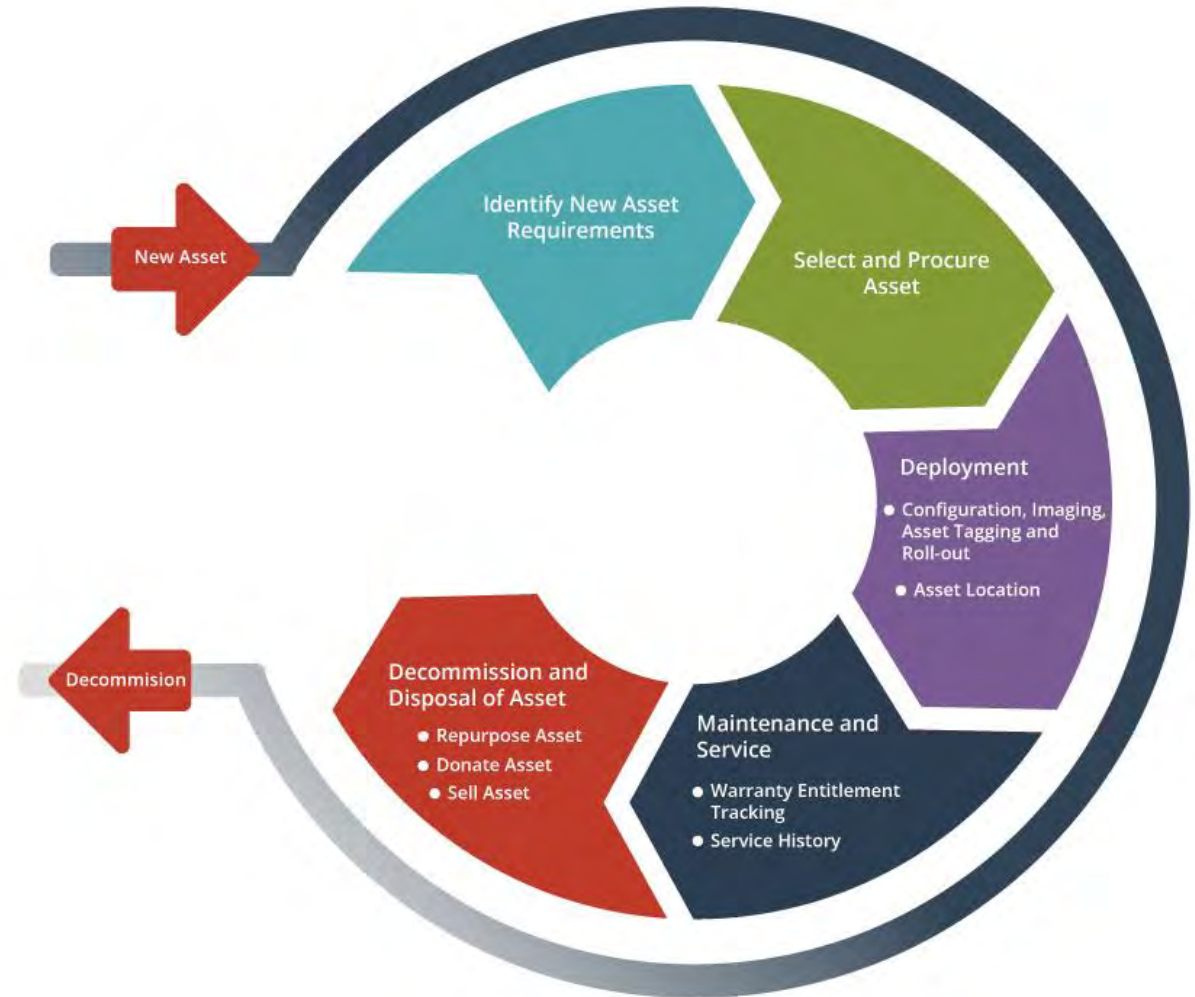 New Asset
Identify New Asset
Requirements
Select and Procure
Asset
Deployment
● Configuration, Imaging,
Asset Tagging and
Roll-out
● Asset Location
Maintenance and
Service
● Warranty Entitlement
Tracking
● Service History
Decommission and
Disposal of Asset
● Repurpose Asset
● Donate Asset
● Sell Asset
Decommision